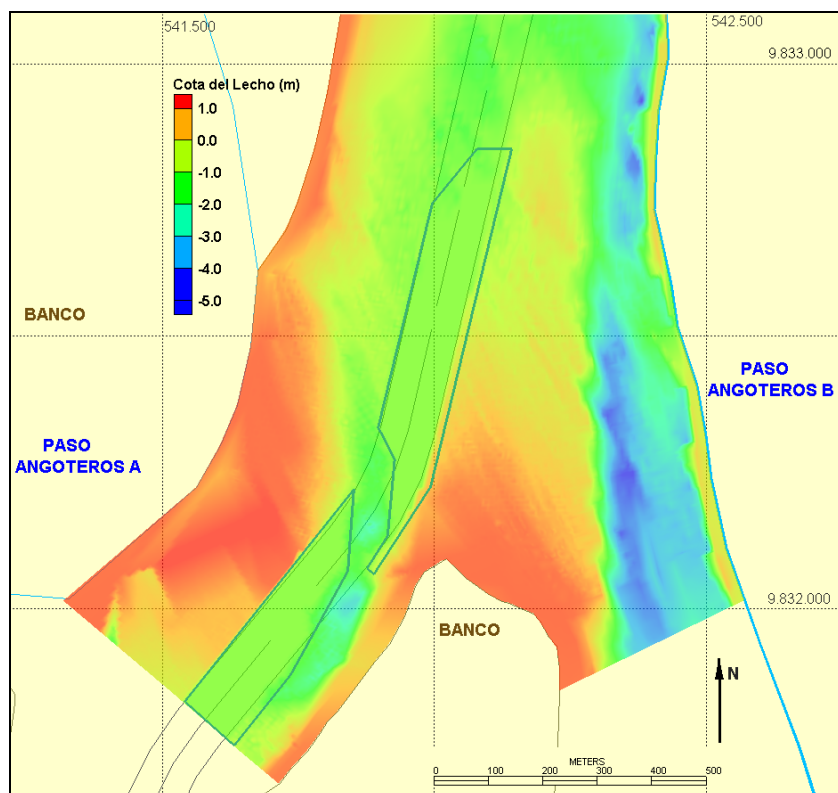 541.500
542.500
9.833.000
Cota del Lecho (m)
1.0
0.0
-1.0
-2.0
-3.0
-4.0
-5.0
BANCO
PASO
ANGOTEROS B
PASO
ANGOTEROS A
9.832.000
BANCO
N
METERS
0 100 200 300 400 500